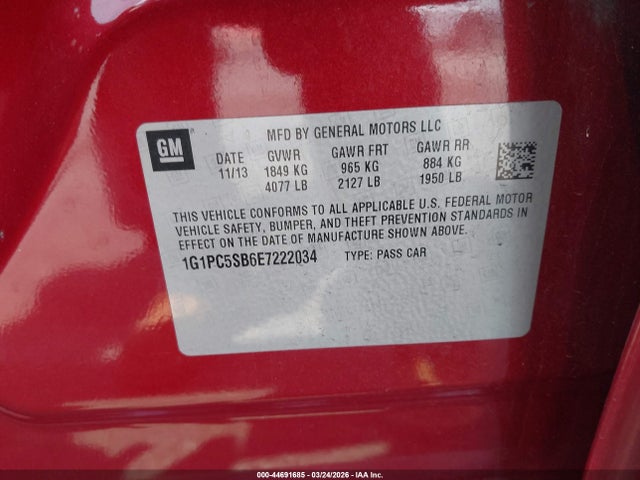 GM
MFD BY GENERAL MOTORS LLC
DATE GVWR GAWR FRT GAWR RR
11/13 1849 KG 965 KG 884 KG
4077 LB 2127 LB 1950 LB
THIS VEHICLE CONFORMS TO ALL APPLICABLE U.S. FEDERAL MOTOR
VEHICLE SAFETY, BUMPER, AND THEFT PREVENTION STANDARDS IN
EFFECT ON THE DATE OF MANUFACTURE SHOWN ABOVE.
1G1PC5SB6E7222034 TYPE: PASS CAR
000-44691685 - 03/24/2026 - IAA Inc.